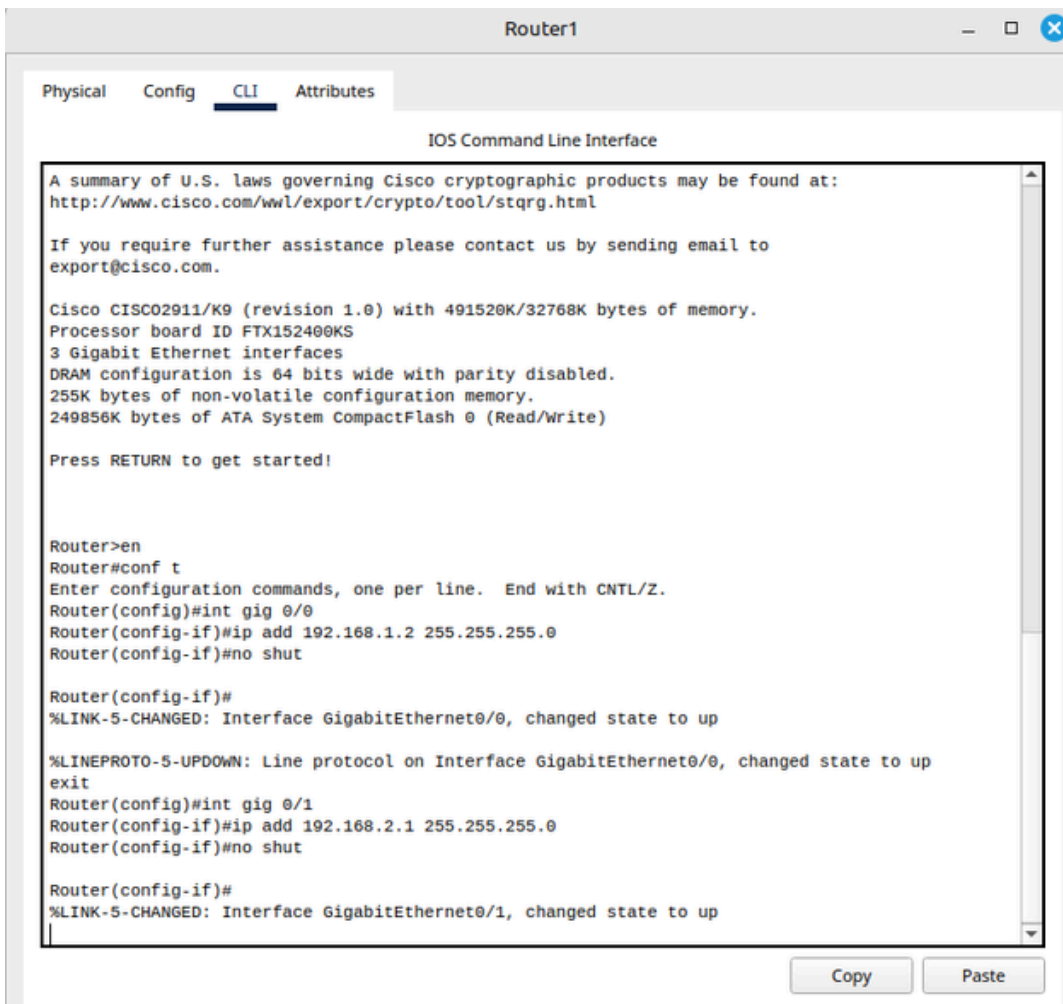 Router1
Physical Config CLI Attributes
IOS Command Line Interface
A summary of U.S. laws governing Cisco cryptographic products may be found at:
http://www.cisco.com/wwl/export/crypto/tool/stqrg.html
If you require further assistance please contact us by sending email to
export@cisco.com.
Cisco CISCO2911/K9 (revision 1.0) with 491520K/32768K bytes of memory.
Processor board ID FTX152400KS
3 Gigabit Ethernet interfaces
DRAM configuration is 64 bits wide with parity disabled.
255K bytes of non-volatile configuration memory.
249856K bytes of ATA System CompactFlash 0 (Read/Write)
Press RETURN to get started!
Router>en
Router#conf t
Enter configuration commands, one per line.  End with CNTL/Z.
Router(config)#int gig 0/0
Router(config-if)#ip add 192.168.1.2 255.255.255.0
Router(config-if)#no shut
Router(config-if)#
%LINK-5-CHANGED: Interface GigabitEthernet0/0, changed state to up
%LINEPROTO-5-UPDOWN: Line protocol on Interface GigabitEthernet0/0, changed state to up
exit
Router(config)#int gig 0/1
Router(config-if)#ip add 192.168.2.1 255.255.255.0
Router(config-if)#no shut
Router(config-if)#
%LINK-5-CHANGED: Interface GigabitEthernet0/1, changed state to up
Copy Paste